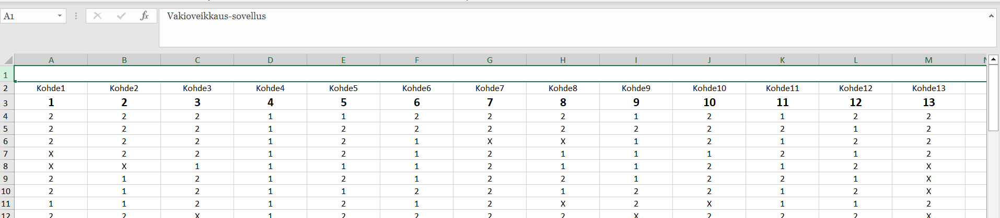 A1 fx Vakioveikkaus-sovellus
A B C D E F G H I J K L M
1
2 Kohde1 Kohde2 Kohde3 Kohde4 Kohde5 Kohde6 Kohde7 Kohde8 Kohde9 Kohde10 Kohde11 Kohde12 Kohde13
3 1 2 3 4 5 6 7 8 9 10 11 12 13
4 2 2 2 1 1 2 2 2 1 2 1 2 2
5 2 2 2 1 2 2 2 2 2 2 2 1 2
6 2 2 2 1 2 1 X X 1 2 1 2 2
7 X 2 2 1 2 1 2 1 1 1 2 1 2
8 X X 1 1 1 1 2 1 1 2 1 2 X
9 2 1 2 1 2 1 2 2 1 2 2 1 X
10 2 1 2 1 1 2 2 1 2 2 1 2 X
11 1 1 2 1 2 1 2 X 2 X 1 1 2
12 2 2 X 1 2 2 2 2 X 2 2 2 X